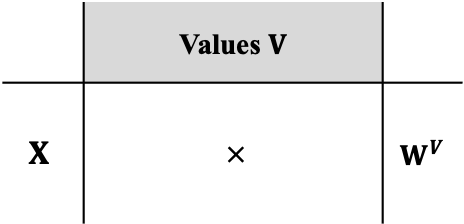 Values V
X × W^V